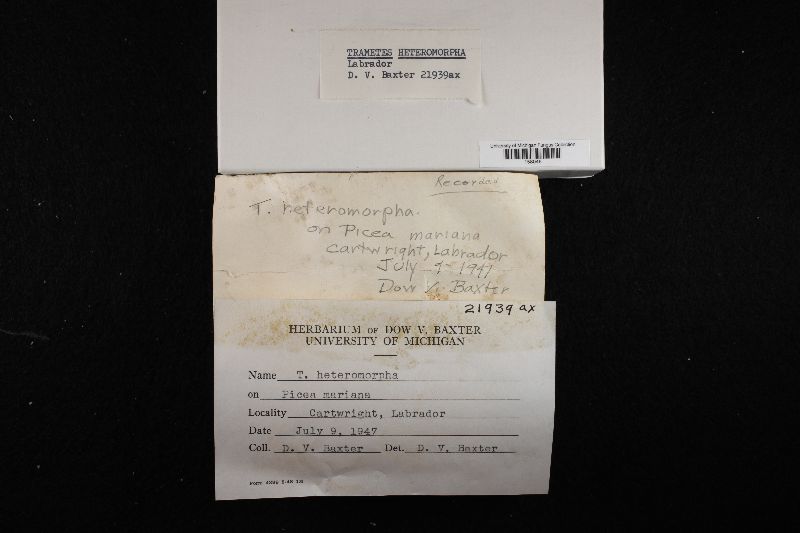 TRAMETES HETEROMORPHA
Labrador
D. V. Baxter 21939ax
University of Michigan Fungus Collection
Recorded
T. heteromorpha.
on Picea mariana
Cartwright, Labrador
July 1947
Dow V. Baxter
21939 ax
HERBARIUM OF DOW V. BAXTER
UNIVERSITY OF MICHIGAN
Name T. heteromorpha
on Picea mariana
Locality Cartwright, Labrador
Date July 9, 1947
Coll. D. V. Baxter Det. D. V. Baxter